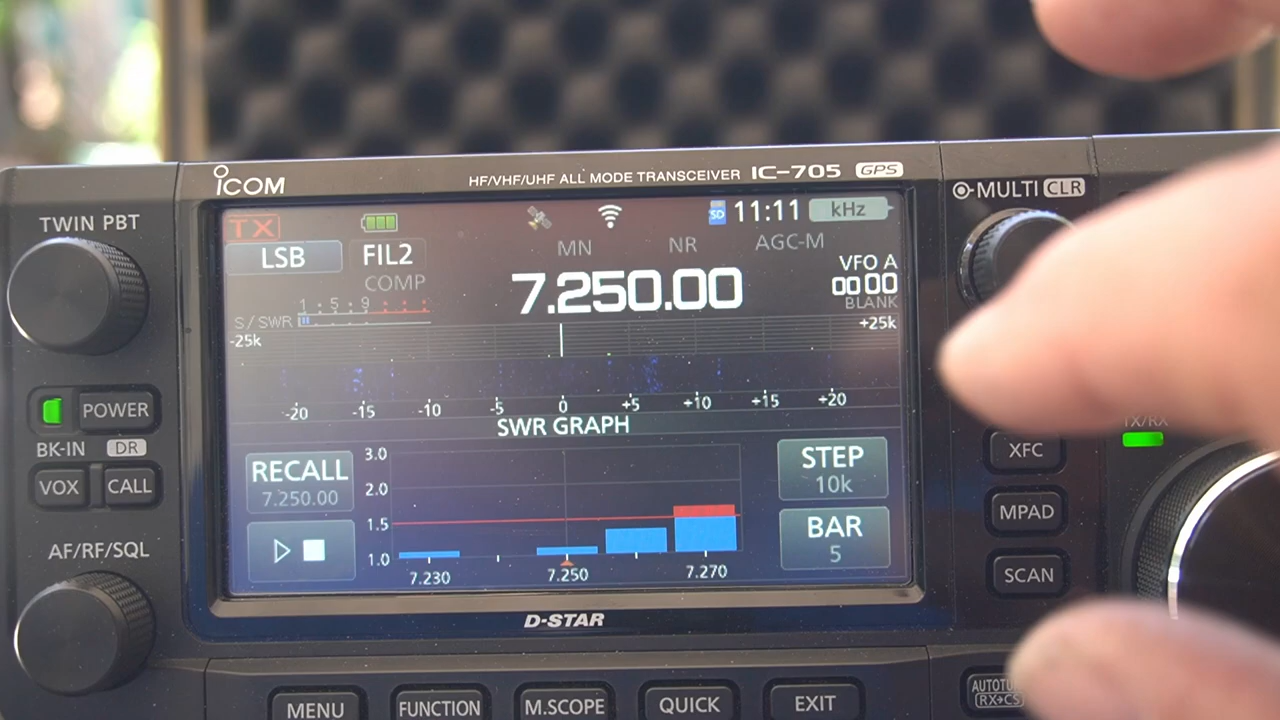 ICOM
HF/VHF/UHF ALL MODE TRANSCEIVER IC-705 GPS
MULTI CLR
TWIN PBT
TX
SD
11:11
kHz
LSB
FIL2
MN
NR
AGC-M
COMP
7.250.00
VFO A
00 00
BLANK
1 5 9
S/SWR
-25k
+25k
-20 -15 -10 -5 0 +5 +10 +15 +20
SWR GRAPH
RECALL
7.250.00
3.0
2.0
1.5
1.0
7.230 7.250 7.270
STEP
10k
BAR
5
POWER
BK-IN DR
VOX CALL
AF/RF/SQL
TX/RX
XFC
MPAD
SCAN
D-STAR
MENU FUNCTION M.SCOPE QUICK EXIT
RX→CS